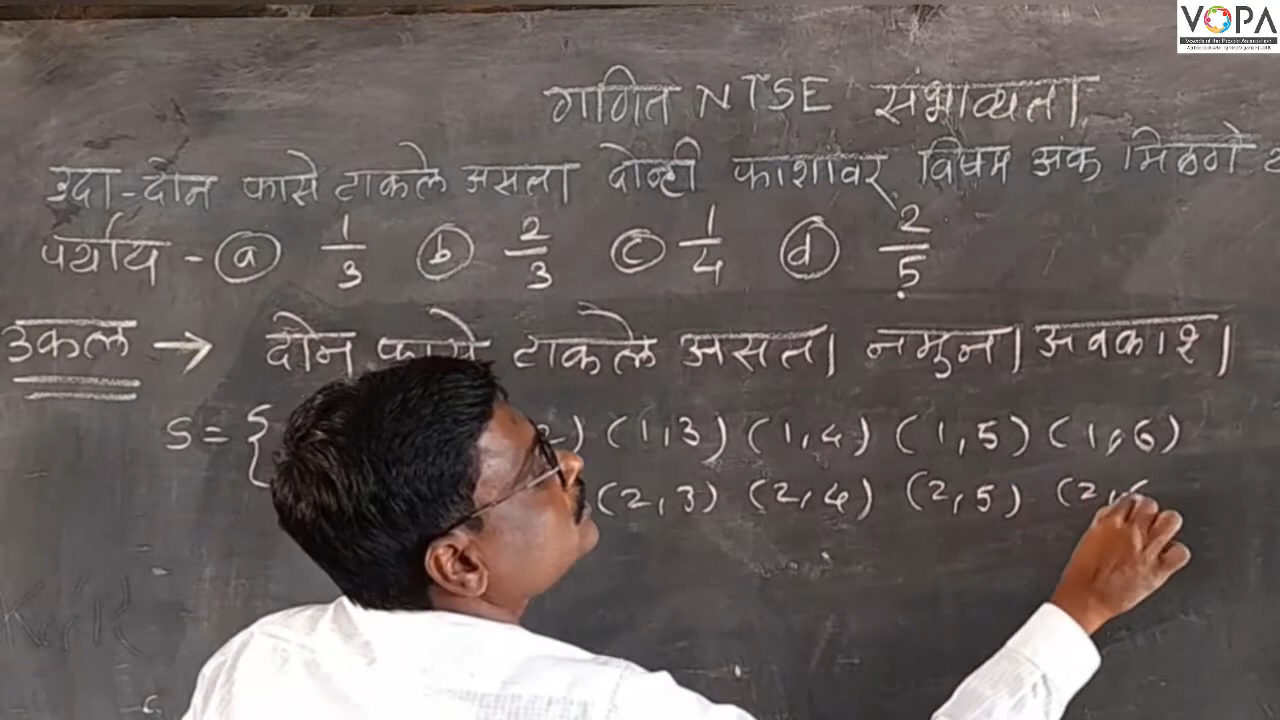 VOPA
गणित NTSE संभाव्यता
उदा-दोन फासे टाकले असता दोन्ही फाशांवर विषम अंक मिळणे
पर्याय - (a) 1/3 (b) 2/3 (c) 1/4 (d) 2/5
उकल → दोन फासे टाकले असता नमुना अवकाश
S = { 2) (1,3) (1,4) (1,5) (1,6)
(2,3) (2,4) (2,5) (2,